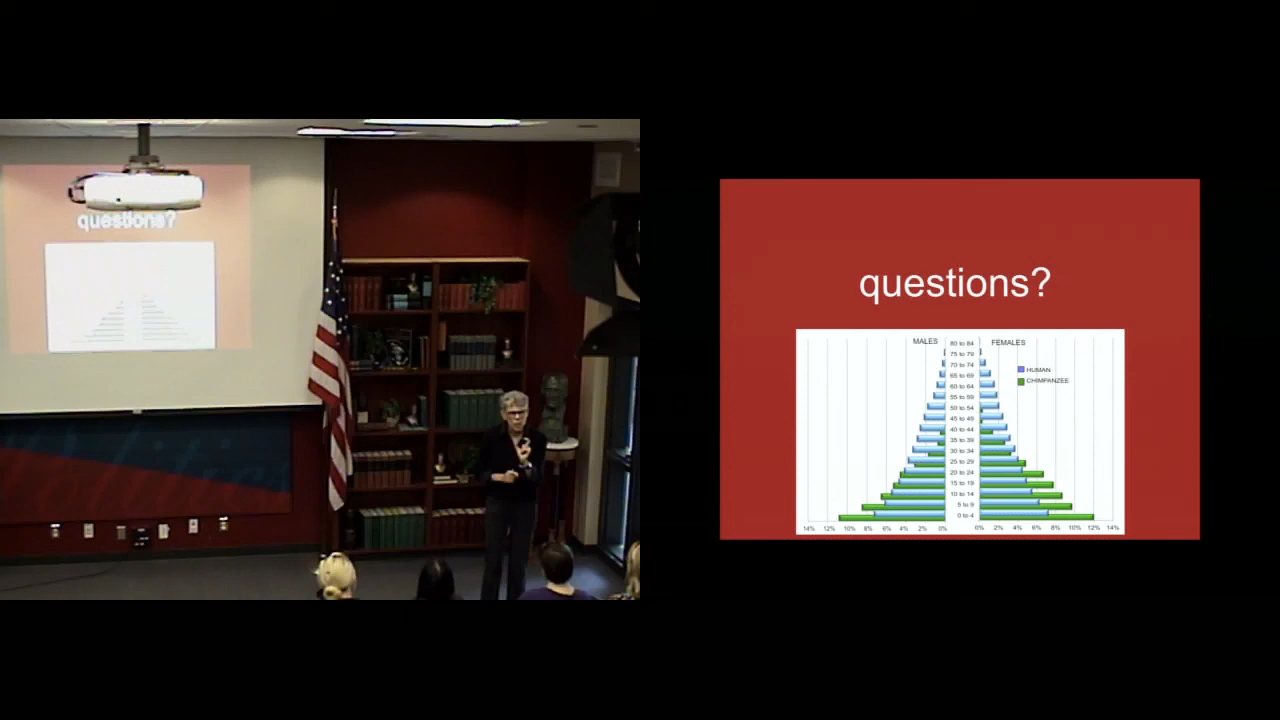 questions?
questions?
MALES
FEMALES
HUMAN
CHIMPANZEE
80 to 84
75 to 79
70 to 74
65 to 69
60 to 64
55 to 59
50 to 54
45 to 49
40 to 44
35 to 39
30 to 34
25 to 29
20 to 24
15 to 19
10 to 14
5 to 9
0 to 4
14% 12% 10% 8% 6% 4% 2% 0% 0% 2% 4% 6% 8% 10% 12% 14%